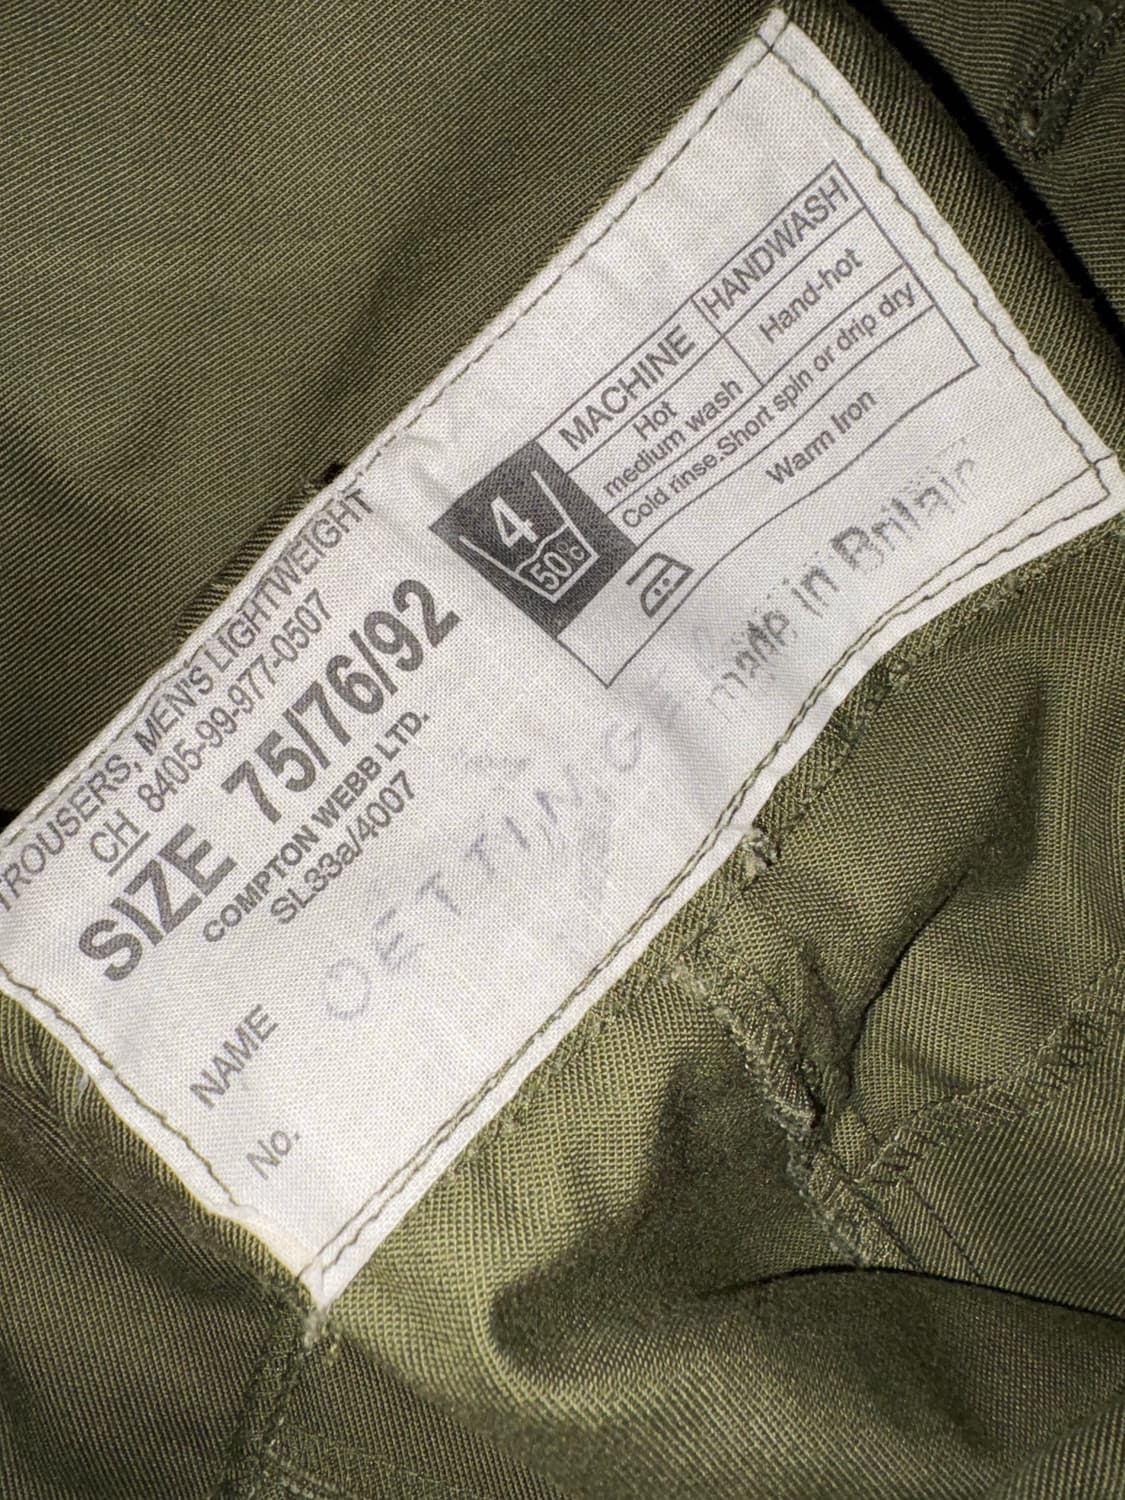 TROUSERS, MEN'S LIGHTWEIGHT
CH 8405-99-977-0507
SIZE 75/76/92
COMPTON WEBB LTD.
SL33a/4007
NAME OETTINGE
No.
4
50°c
MACHINE HANDWASH
Hot
medium wash
Hand-hot
Cold rinse.Short spin or drip dry
Warm Iron
made in Britain